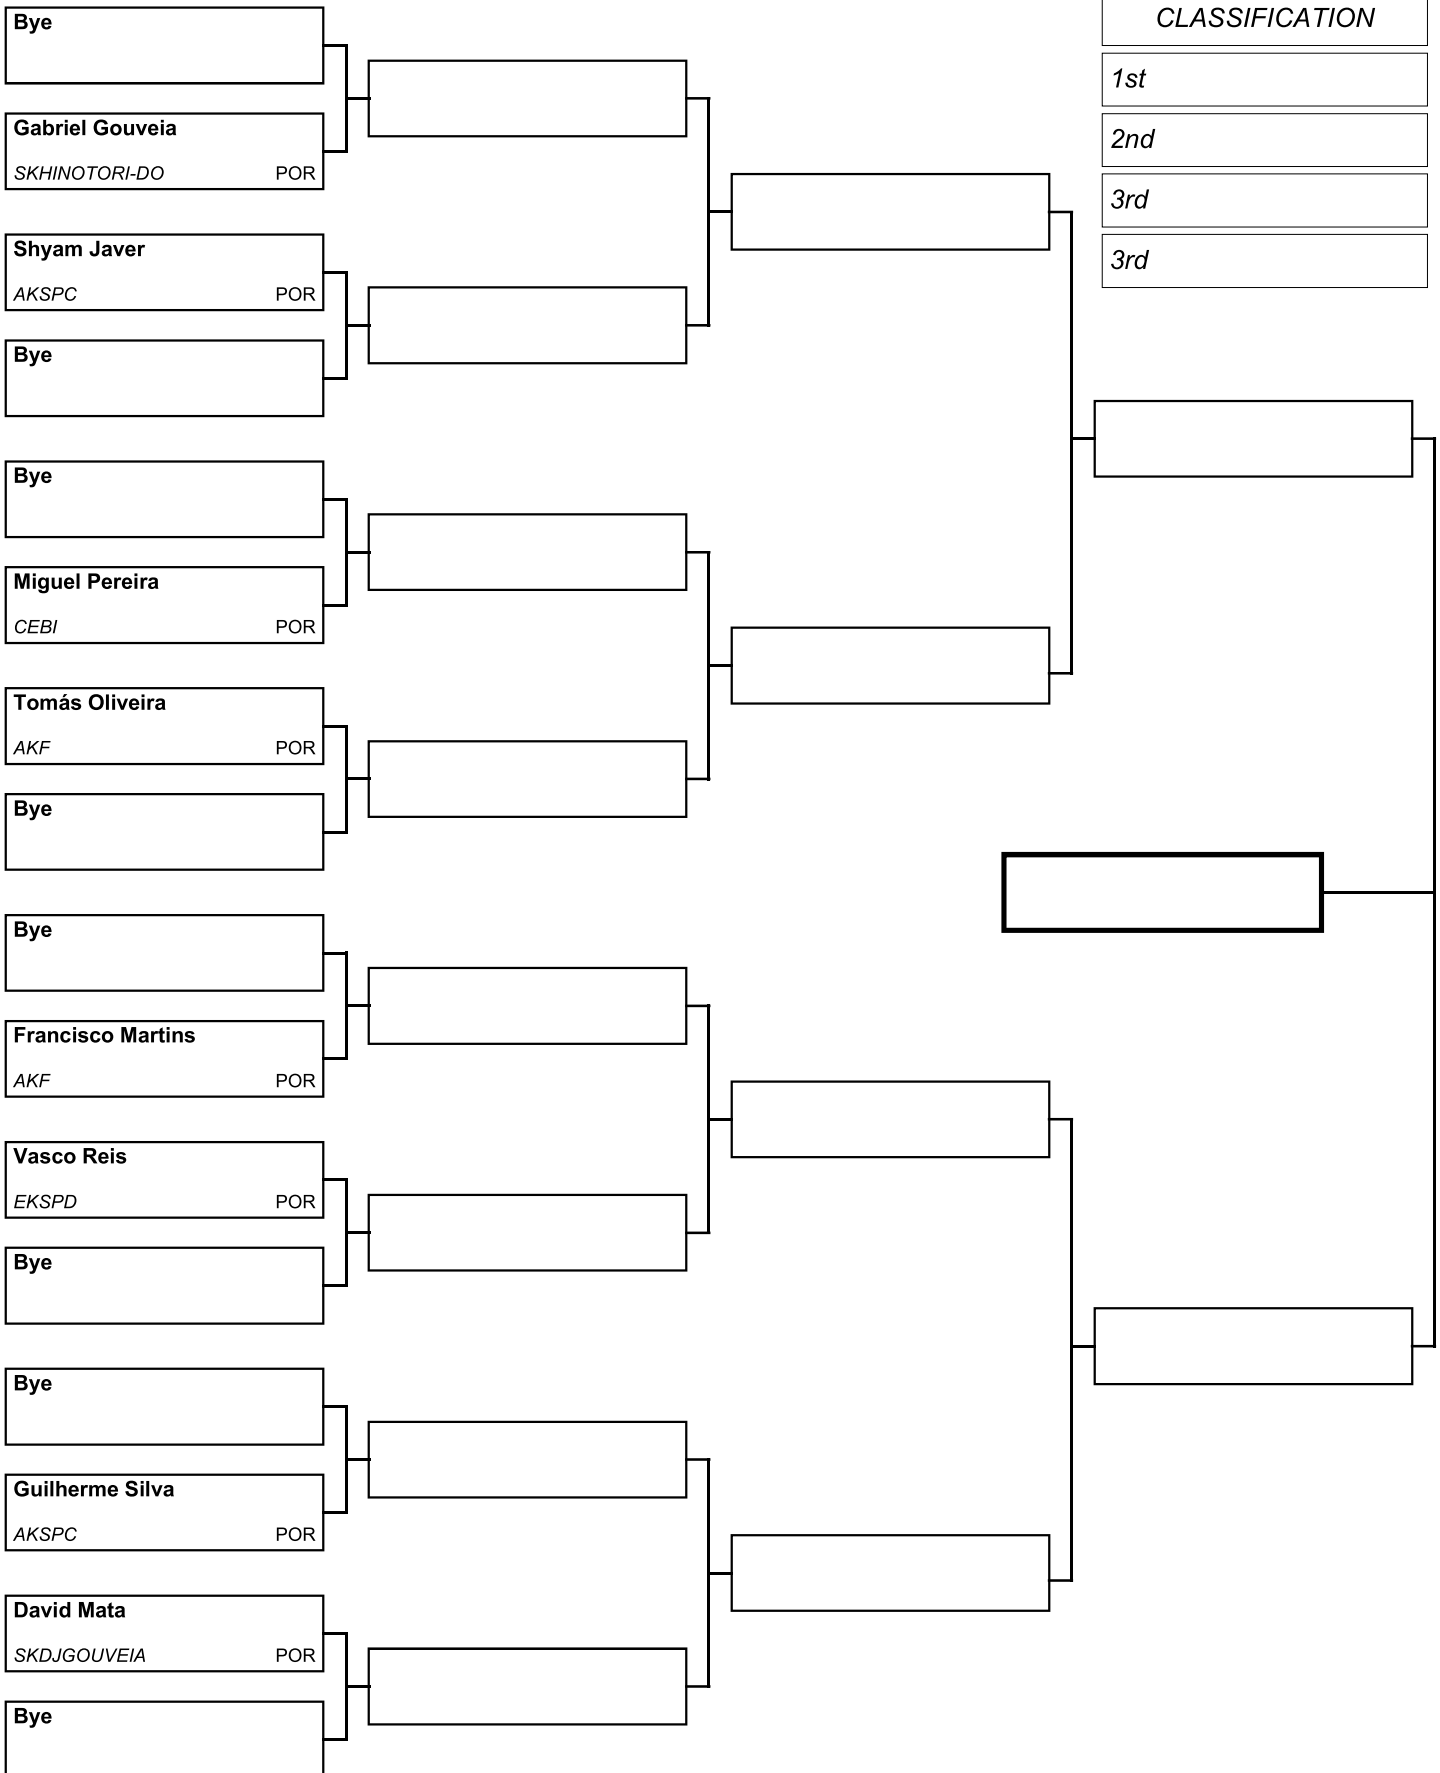 Bye
Gabriel Gouveia
SKHINOTORI-DO POR
Shyam Javer
AKSPC POR
Bye
Bye
Miguel Pereira
CEBI POR
Tomás Oliveira
AKF POR
Bye
Bye
Francisco Martins
AKF POR
Vasco Reis
EKSPD POR
Bye
Bye
Guilherme Silva
AKSPC POR
David Mata
SKDJGOUVEIA POR
Bye
CLASSIFICATION
1st
2nd
3rd
3rd